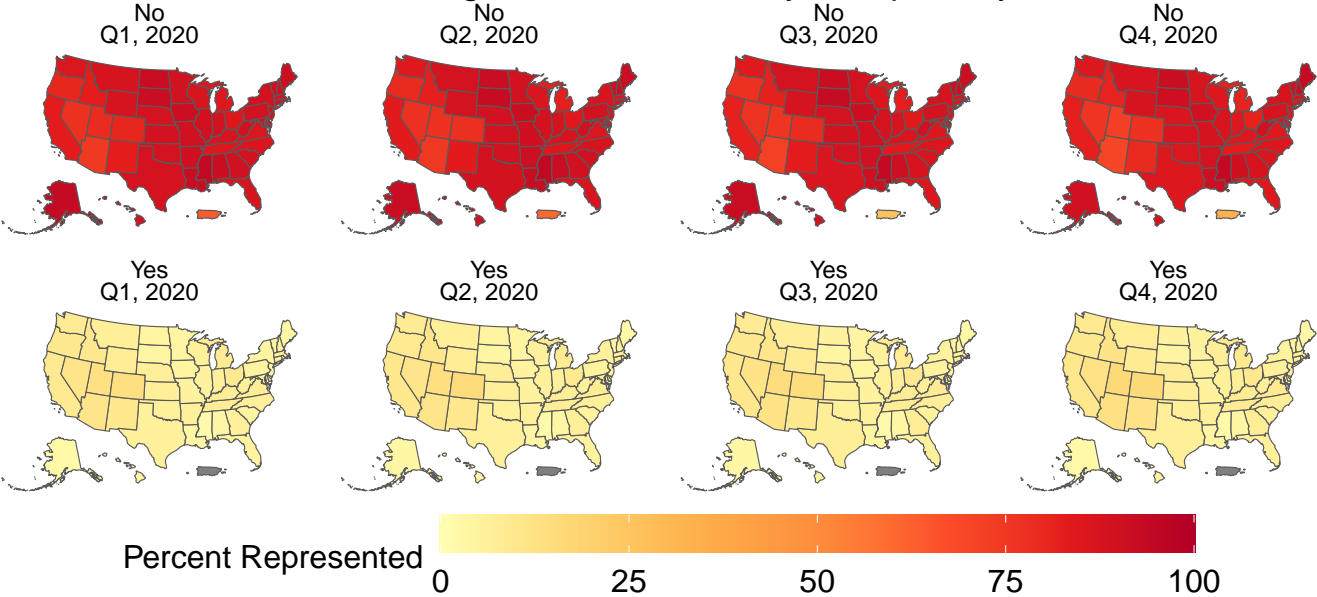 No No No No
Q1, 2020 Q2, 2020 Q3, 2020 Q4, 2020
Yes Yes Yes Yes
Q1, 2020 Q2, 2020 Q3, 2020 Q4, 2020
Percent Represented
0 25 50 75 100